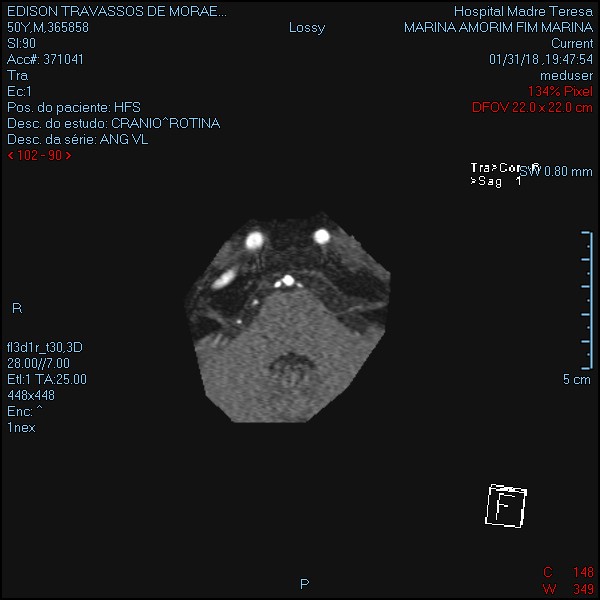 EDISON TRAVASSOS DE MORAE...
50Y,M,365858
SI:90
Acc#: 371041
Tra
Ec:1
Pos. do paciente: HFS
Desc. do estudo: CRANIO^ROTINA
Desc. da série: ANG VL
< 102 - 90 >
Lossy
Hospital Madre Teresa
MARINA AMORIM FIM MARINA
Current
01/31/18 ,19:47:54
meduser
134% Pixel
DFOV 22.0 x 22.0 cm
Tra>Cor
SW 0.80 mm
>Sag 1
R
fl3d1r_t30,3D
28.00//7.00
Etl:1 TA:25.00
448x448
Enc: ^
1nex
5 cm
F
P
C 148
W 349